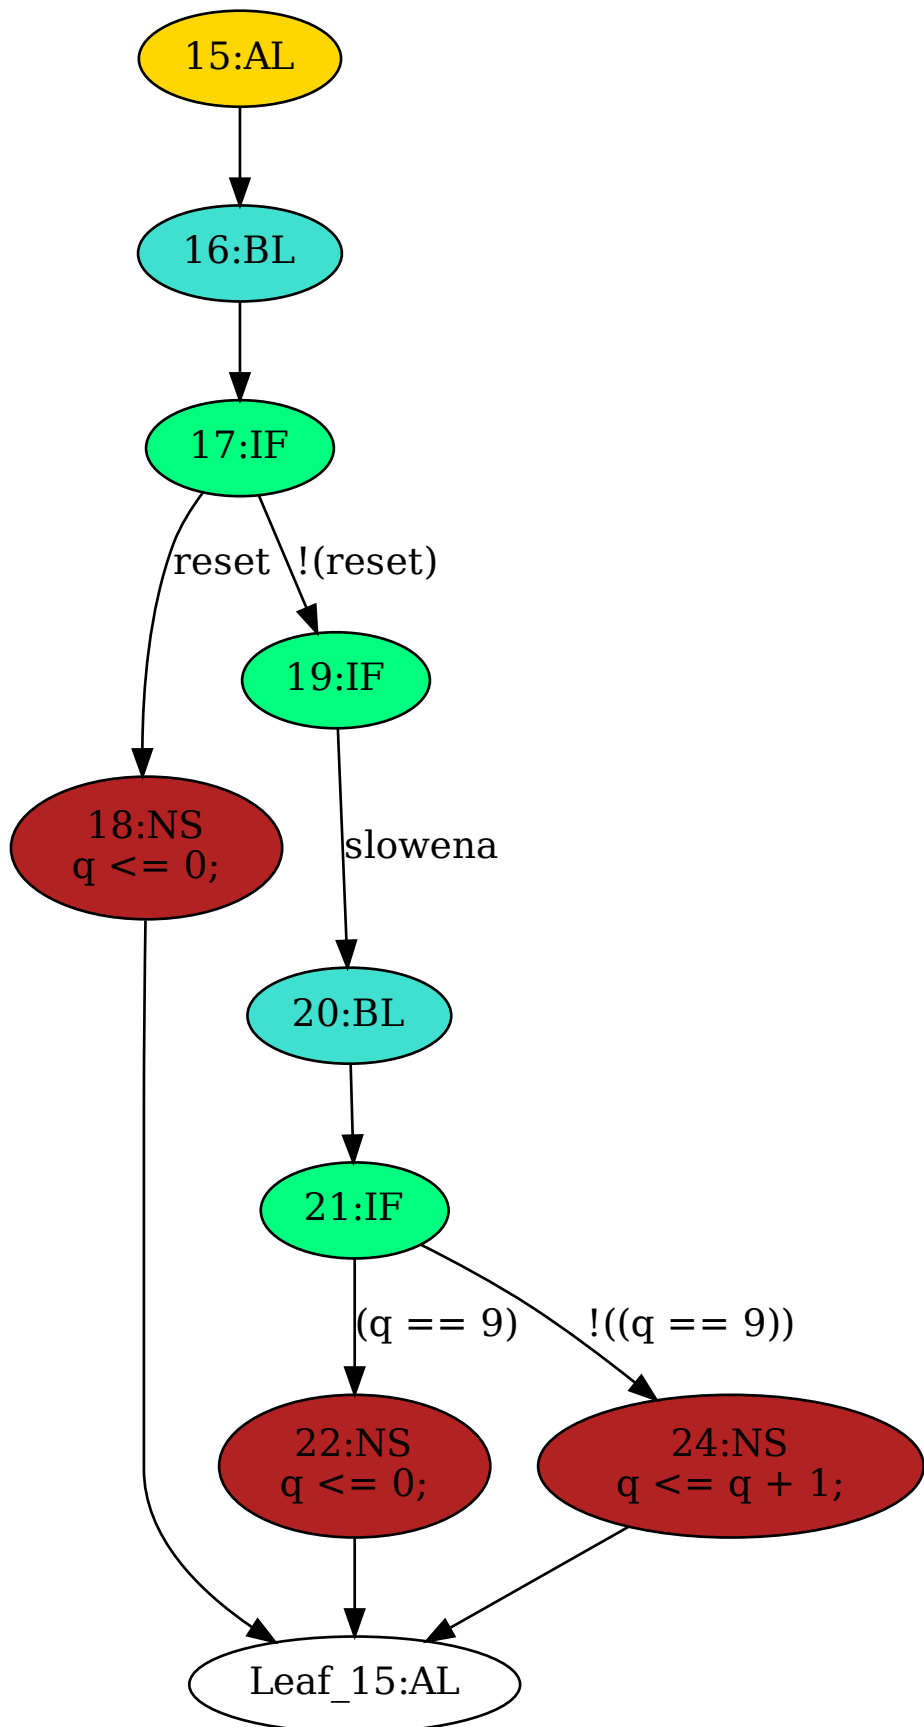 15:AL
16:BL
17:IF
reset
!(reset)
19:IF
18:NS
q <= 0;
slowena
20:BL
21:IF
(q == 9)
!((q == 9))
22:NS
q <= 0;
24:NS
q <= q + 1;
Leaf_15:AL